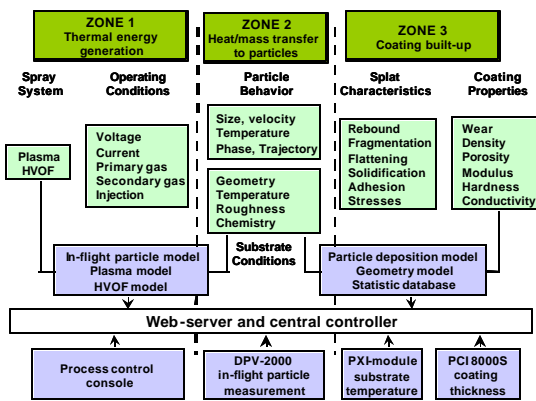 ZONE 1
Thermal energy
generation
ZONE 2
Heat/mass transfer
to particles
ZONE 3
Coating built-up
Spray
System
Operating
Conditions
Particle
Behavior
Splat
Characteristics
Coating
Properties
Plasma
HVOF
Voltage
Current
Primary gas
Secondary gas
Injection
Size, velocity
Temperature
Phase, Trajectory
Geometry
Temperature
Roughness
Chemistry
Substrate
Conditions
Rebound
Fragmentation
Flattening
Solidification
Adhesion
Stresses
Wear
Density
Porosity
Modulus
Hardness
Conductivity
In-flight particle model
Plasma model
HVOF model
Particle deposition model
Geometry model
Statistic database
Web-server and central controller
Process control
console
DPV-2000
in-flight particle
measurement
PXI-module
substrate
temperature
PCI 8000S
coating
thickness